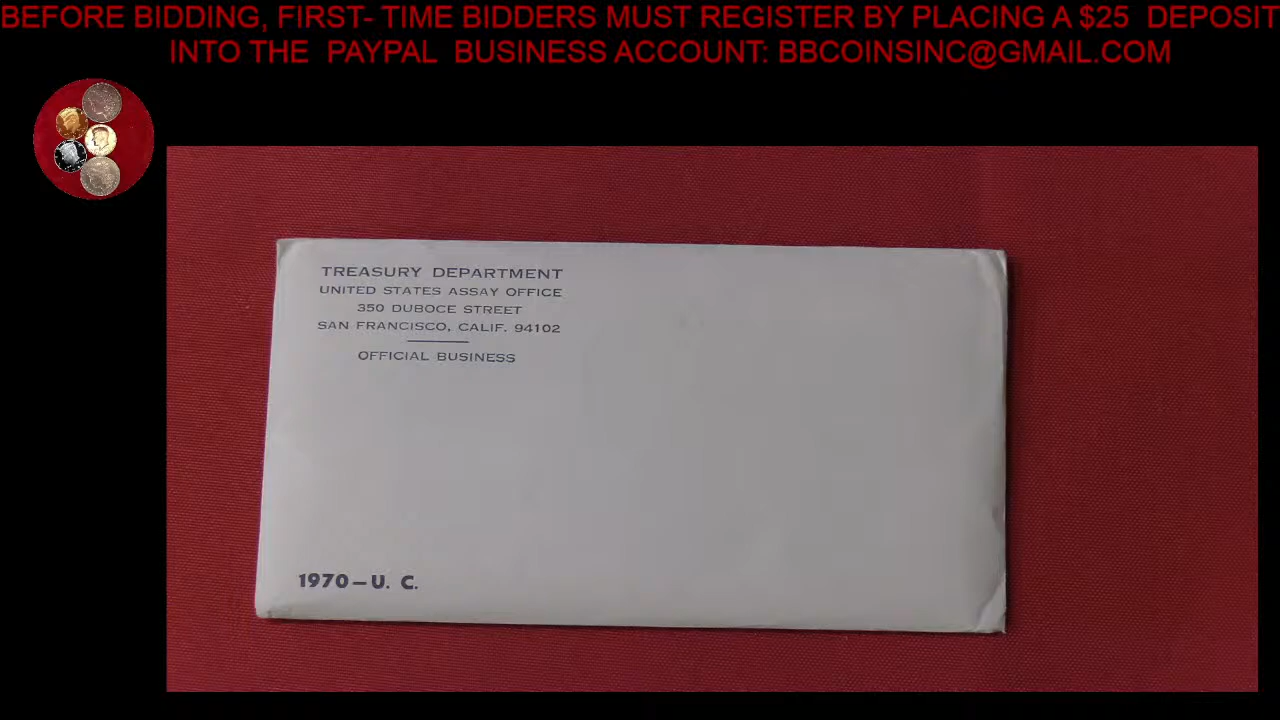 BEFORE BIDDING, FIRST- TIME BIDDERS MUST REGISTER BY PLACING A $25 DEPOSIT
INTO THE PAYPAL BUSINESS ACCOUNT: BBCOINSINC@GMAIL.COM
TREASURY DEPARTMENT
UNITED STATES ASSAY OFFICE
350 DUBOCE STREET
SAN FRANCISCO, CALIF. 94102
OFFICIAL BUSINESS
1970—U. C.